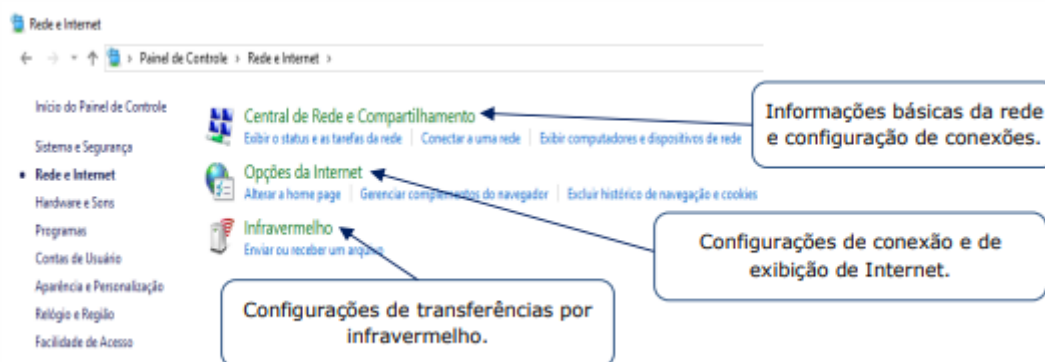 Rede e Internet
Painel de Controle > Rede e Internet >
Início do Painel de Controle
Sistema e Segurança
Rede e Internet
Hardware e Sons
Programas
Contas de Usuário
Aparência e Personalização
Relógio e Região
Facilidade de Acesso
Central de Rede e Compartilhamento
Exibir o status e as tarefas da rede | Conectar a uma rede | Exibir computadores e dispositivos de rede
Opções da Internet
Alterar a home page | Gerenciar complementos do navegador | Excluir histórico de navegação e cookies
Infravermelho
Enviar ou receber um arquivo
Informações básicas da rede
e configuração de conexões.
Configurações de conexão e de
exibição de Internet.
Configurações de transferências por
infravermelho.